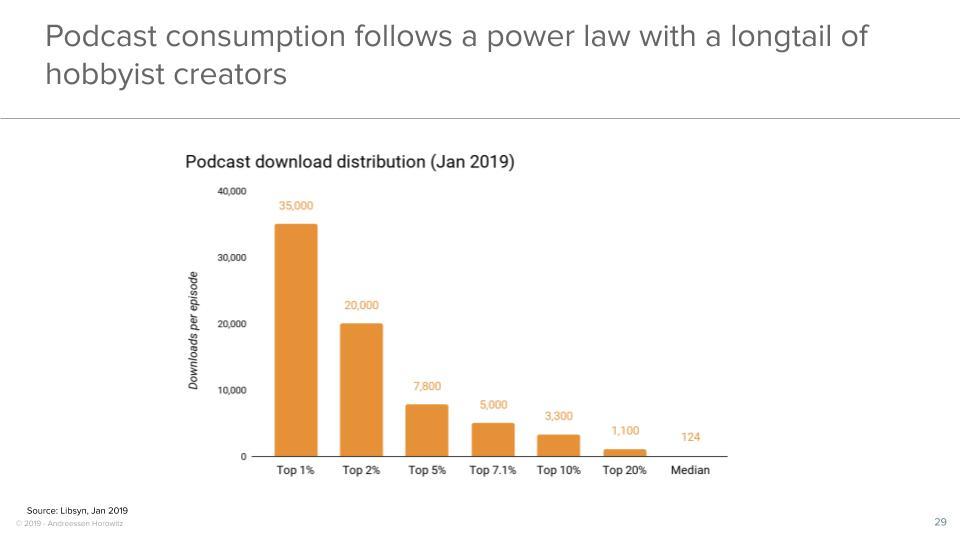 Podcast consumption follows a power law with a longtail of
hobbyist creators
Podcast download distribution (Jan 2019)
Downloads per episode
40,000
30,000
20,000
10,000
0
35,000
20,000
7,800
5,000
3,300
1,100
124
Top 1%
Top 2%
Top 5%
Top 7.1%
Top 10%
Top 20%
Median
Source: Libsyn, Jan 2019
© 2019 - Andreessen Horowitz
29